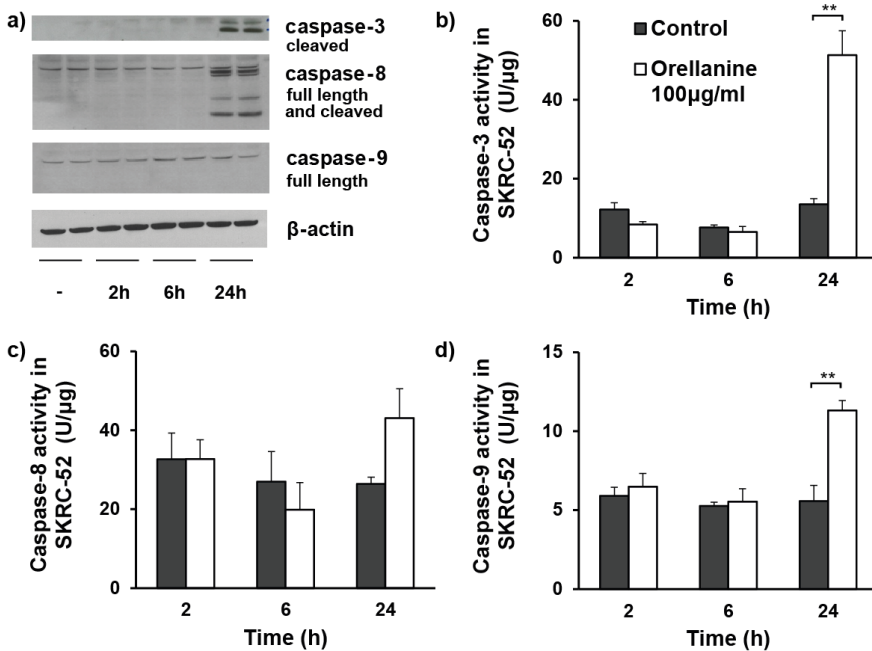 a)
caspase-3
cleaved
caspase-8
full length
and cleaved
caspase-9
full length
β-actin
- 2h 6h 24h
b)
Caspase-3 activity in
SKRC-52 (U/µg)
60
40
20
0
Control
Orellanine
100µg/ml
**
2 6 24
Time (h)
c)
Caspase-8 activity in
SKRC-52 (U/µg)
60
40
20
0
2 6 24
Time (h)
d)
Caspase-9 activity in
SKRC-52 (U/µg)
15
10
5
0
**
2 6 24
Time (h)